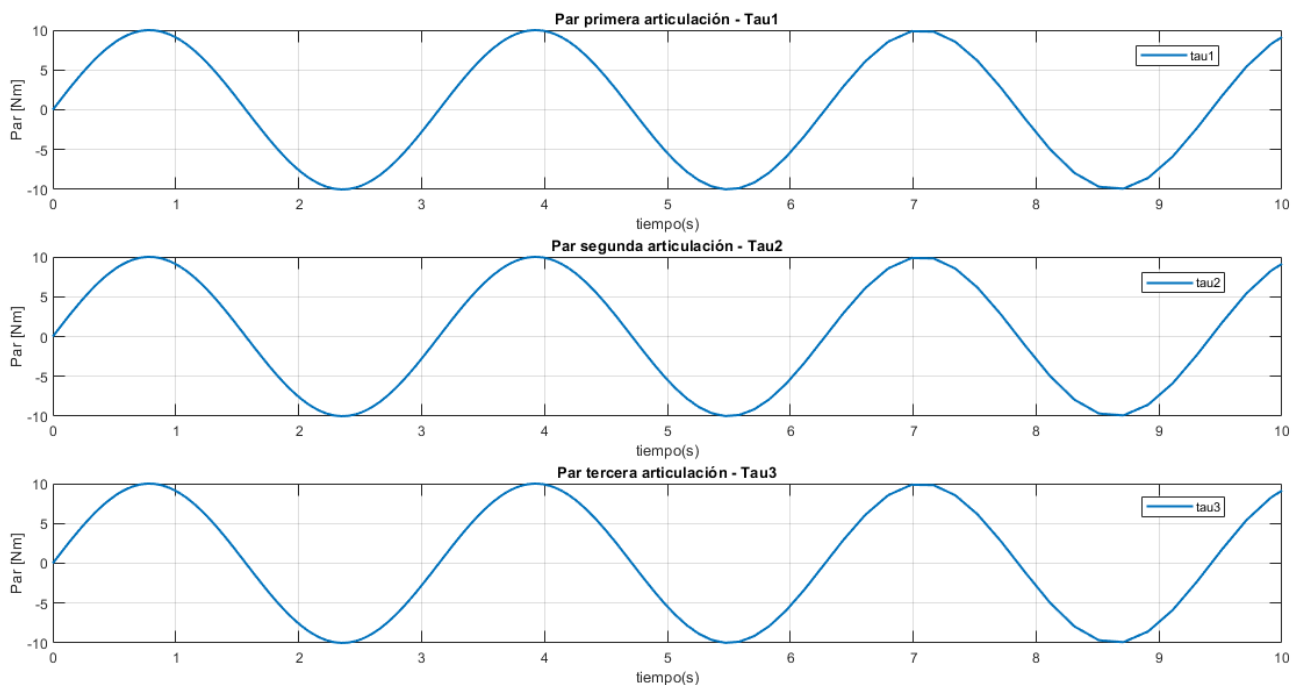 Par primera articulación - Tau1
10
5
0
-5
-10
Par [Nm]
tau1
0 1 2 3 4 5 6 7 8 9 10
tiempo(s)
Par segunda articulación - Tau2
10
5
0
-5
-10
Par [Nm]
tau2
0 1 2 3 4 5 6 7 8 9 10
tiempo(s)
Par tercera articulación - Tau3
10
5
0
-5
-10
Par [Nm]
tau3
0 1 2 3 4 5 6 7 8 9 10
tiempo(s)